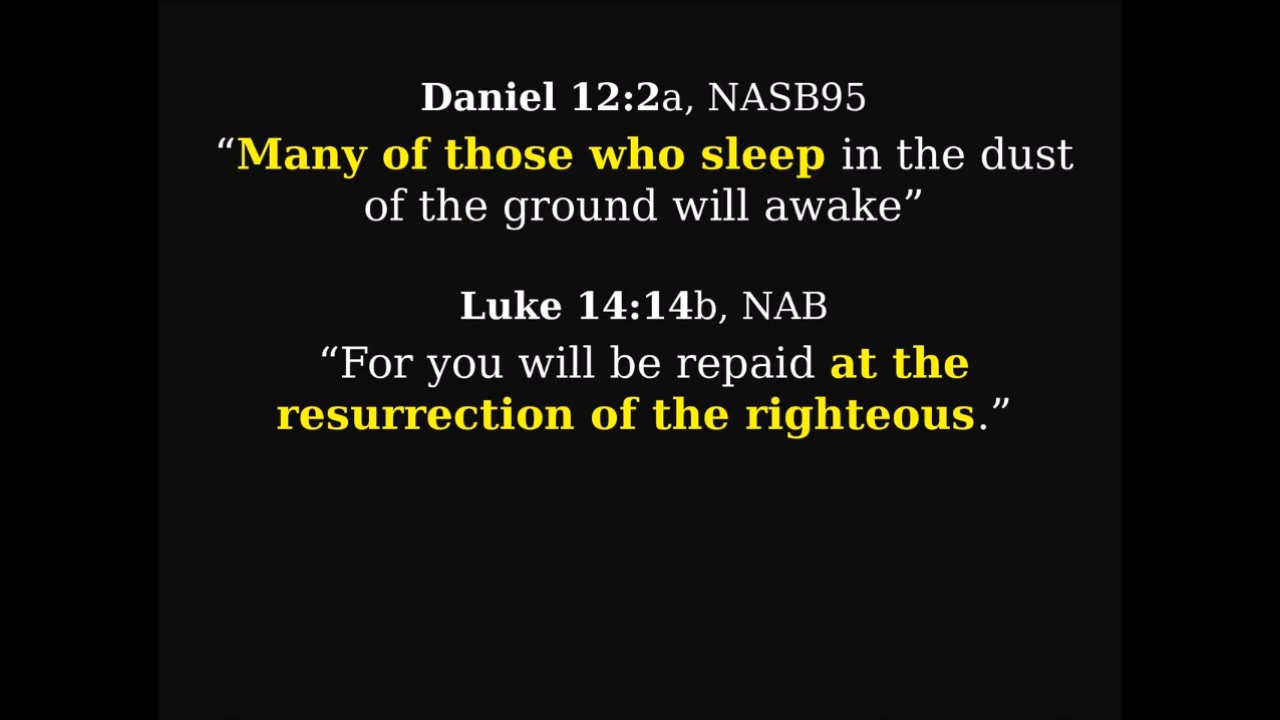 Daniel 12:2a, NASB95
“Many of those who sleep in the dust
of the ground will awake”
Luke 14:14b, NAB
“For you will be repaid at the
resurrection of the righteous.”